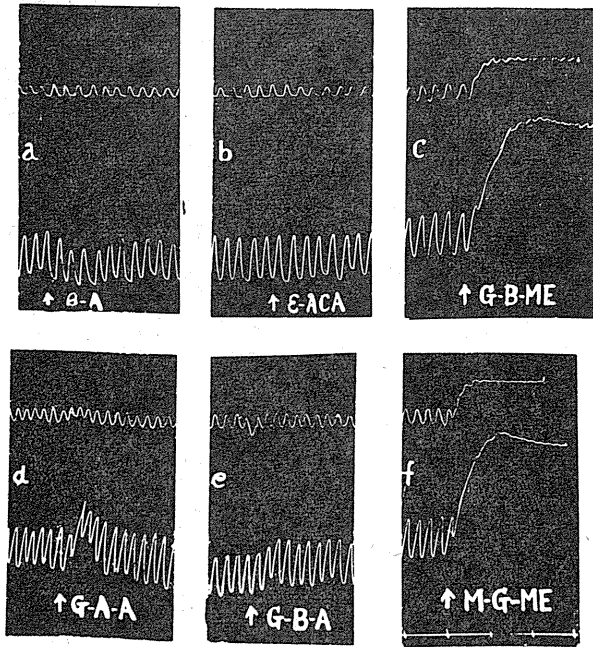 a
↑ B-A
b
↑ ε-ACA
c
↑ G-B-ME
d
↑ G-A-A
e
↑ G-B-A
f
↑ M-G-ME